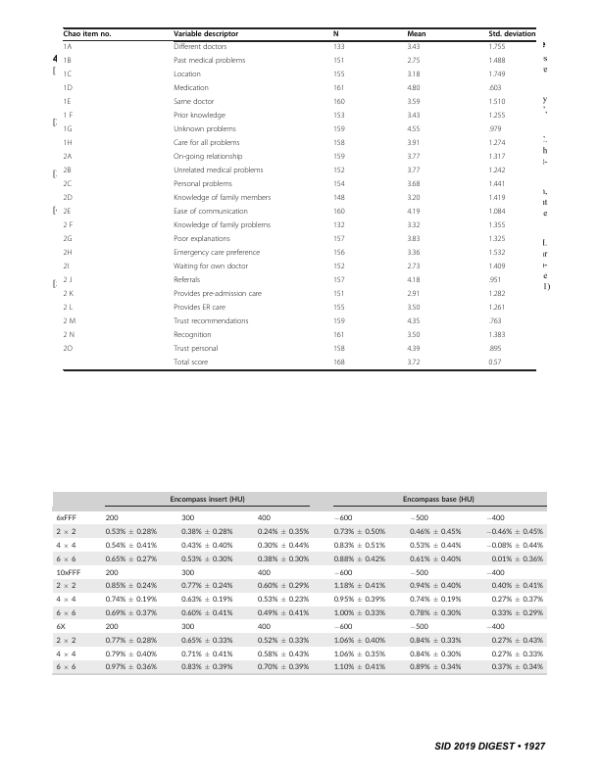 Chao item no. Variable descriptor N Mean Std. deviation
1A Different doctors 133 3.43 1.755
1B Past medical problems 151 2.75 1.488
1C Location 155 3.18 1.749
1D Medication 161 4.80 .603
1E Same doctor 160 3.59 1.510
1 F Prior knowledge 153 3.43 1.255
1G Unknown problems 159 4.55 .979
1H Care for all problems 158 3.91 1.274
2A On-going relationship 159 3.77 1.317
2B Unrelated medical problems 152 3.77 1.242
2C Personal problems 154 3.68 1.441
2D Knowledge of family members 148 3.20 1.419
2E Ease of communication 160 4.19 1.084
2 F Knowledge of family problems 132 3.32 1.355
2G Poor explanations 157 3.83 1.325
2H Emergency care preference 156 3.36 1.532
2I Waiting for own doctor 152 2.73 1.409
2 J Referrals 157 4.18 .951
2 K Provides pre-admission care 151 2.91 1.282
2 L Provides ER care 155 3.50 1.261
2 M Trust recommendations 159 4.35 .763
2 N Recognition 161 3.50 1.383
2O Trust personal 158 4.39 .895
Total score 168 3.72 0.57
Encompass insert (HU) Encompass base (HU)
6xFFF 200 300 400 −600 −500 −400
2 × 2 0.53% ± 0.28% 0.38% ± 0.28% 0.24% ± 0.35% 0.73% ± 0.50% 0.46% ± 0.45% −0.46% ± 0.45%
4 × 4 0.54% ± 0.41% 0.43% ± 0.40% 0.30% ± 0.44% 0.83% ± 0.51% 0.53% ± 0.44% −0.08% ± 0.44%
6 × 6 0.65% ± 0.27% 0.53% ± 0.30% 0.38% ± 0.30% 0.88% ± 0.42% 0.61% ± 0.40% 0.01% ± 0.36%
10xFFF 200 300 400 −600 −500 −400
2 × 2 0.85% ± 0.24% 0.77% ± 0.24% 0.60% ± 0.29% 1.18% ± 0.41% 0.94% ± 0.40% 0.40% ± 0.41%
4 × 4 0.74% ± 0.19% 0.63% ± 0.19% 0.53% ± 0.23% 0.95% ± 0.39% 0.74% ± 0.19% 0.27% ± 0.37%
6 × 6 0.69% ± 0.37% 0.60% ± 0.41% 0.49% ± 0.41% 1.00% ± 0.33% 0.78% ± 0.30% 0.33% ± 0.29%
6X 200 300 400 −600 −500 −400
2 × 2 0.77% ± 0.28% 0.65% ± 0.33% 0.52% ± 0.33% 1.06% ± 0.40% 0.84% ± 0.33% 0.27% ± 0.43%
4 × 4 0.79% ± 0.40% 0.71% ± 0.41% 0.58% ± 0.43% 1.06% ± 0.35% 0.84% ± 0.30% 0.27% ± 0.33%
6 × 6 0.97% ± 0.36% 0.83% ± 0.39% 0.70% ± 0.39% 1.10% ± 0.41% 0.89% ± 0.34% 0.37% ± 0.34%
SID 2019 DIGEST • 1927